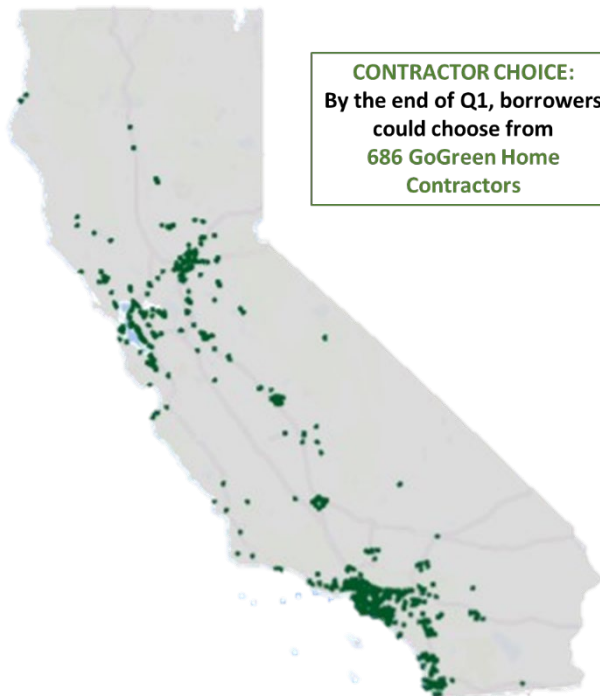 CONTRACTOR CHOICE:
By the end of Q1, borrowers
could choose from
686 GoGreen Home
Contractors